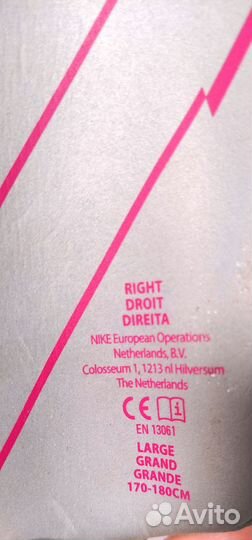 RIGHT
DROIT
DIREITA
NIKE European Operations
Netherlands, B.V.
Colosseum 1, 1213 nl Hilversum
The Netherlands
CE i
EN 13061
LARGE
GRAND
GRANDE
170-180CM
Avito